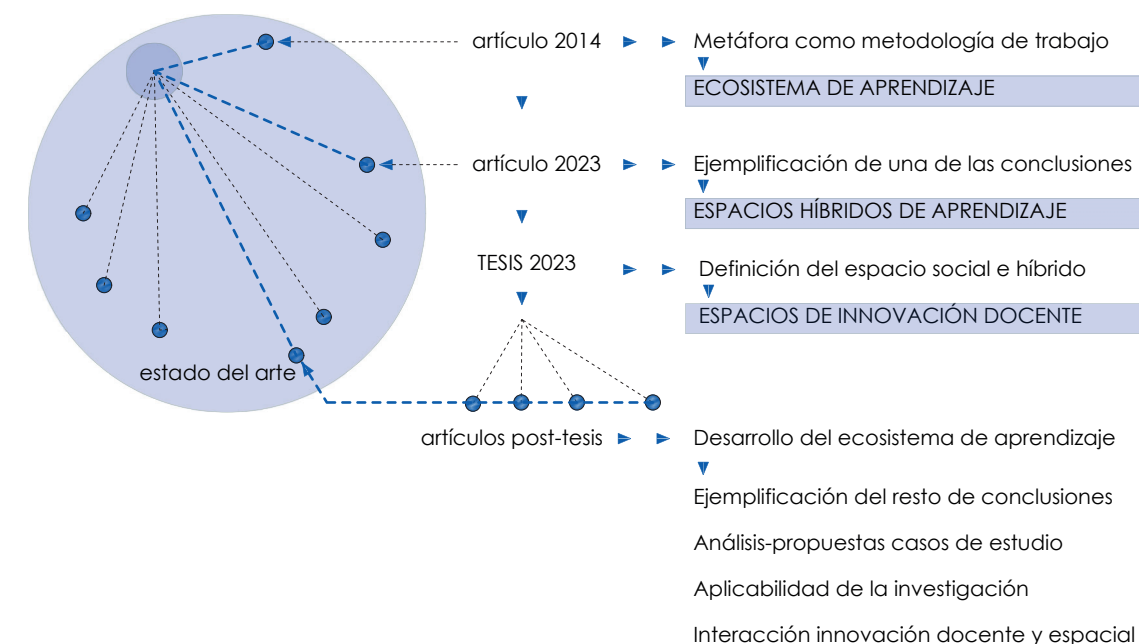 artículo 2014
Metáfora como metodología de trabajo
ECOSISTEMA DE APRENDIZAJE
artículo 2023
Ejemplificación de una de las conclusiones
ESPACIOS HÍBRIDOS DE APRENDIZAJE
TESIS 2023
Definición del espacio social e híbrido
ESPACIOS DE INNOVACIÓN DOCENTE
estado del arte
artículos post-tesis
Desarrollo del ecosistema de aprendizaje
Ejemplificación del resto de conclusiones
Análisis-propuestas casos de estudio
Aplicabilidad de la investigación
Interacción innovación docente y espacial